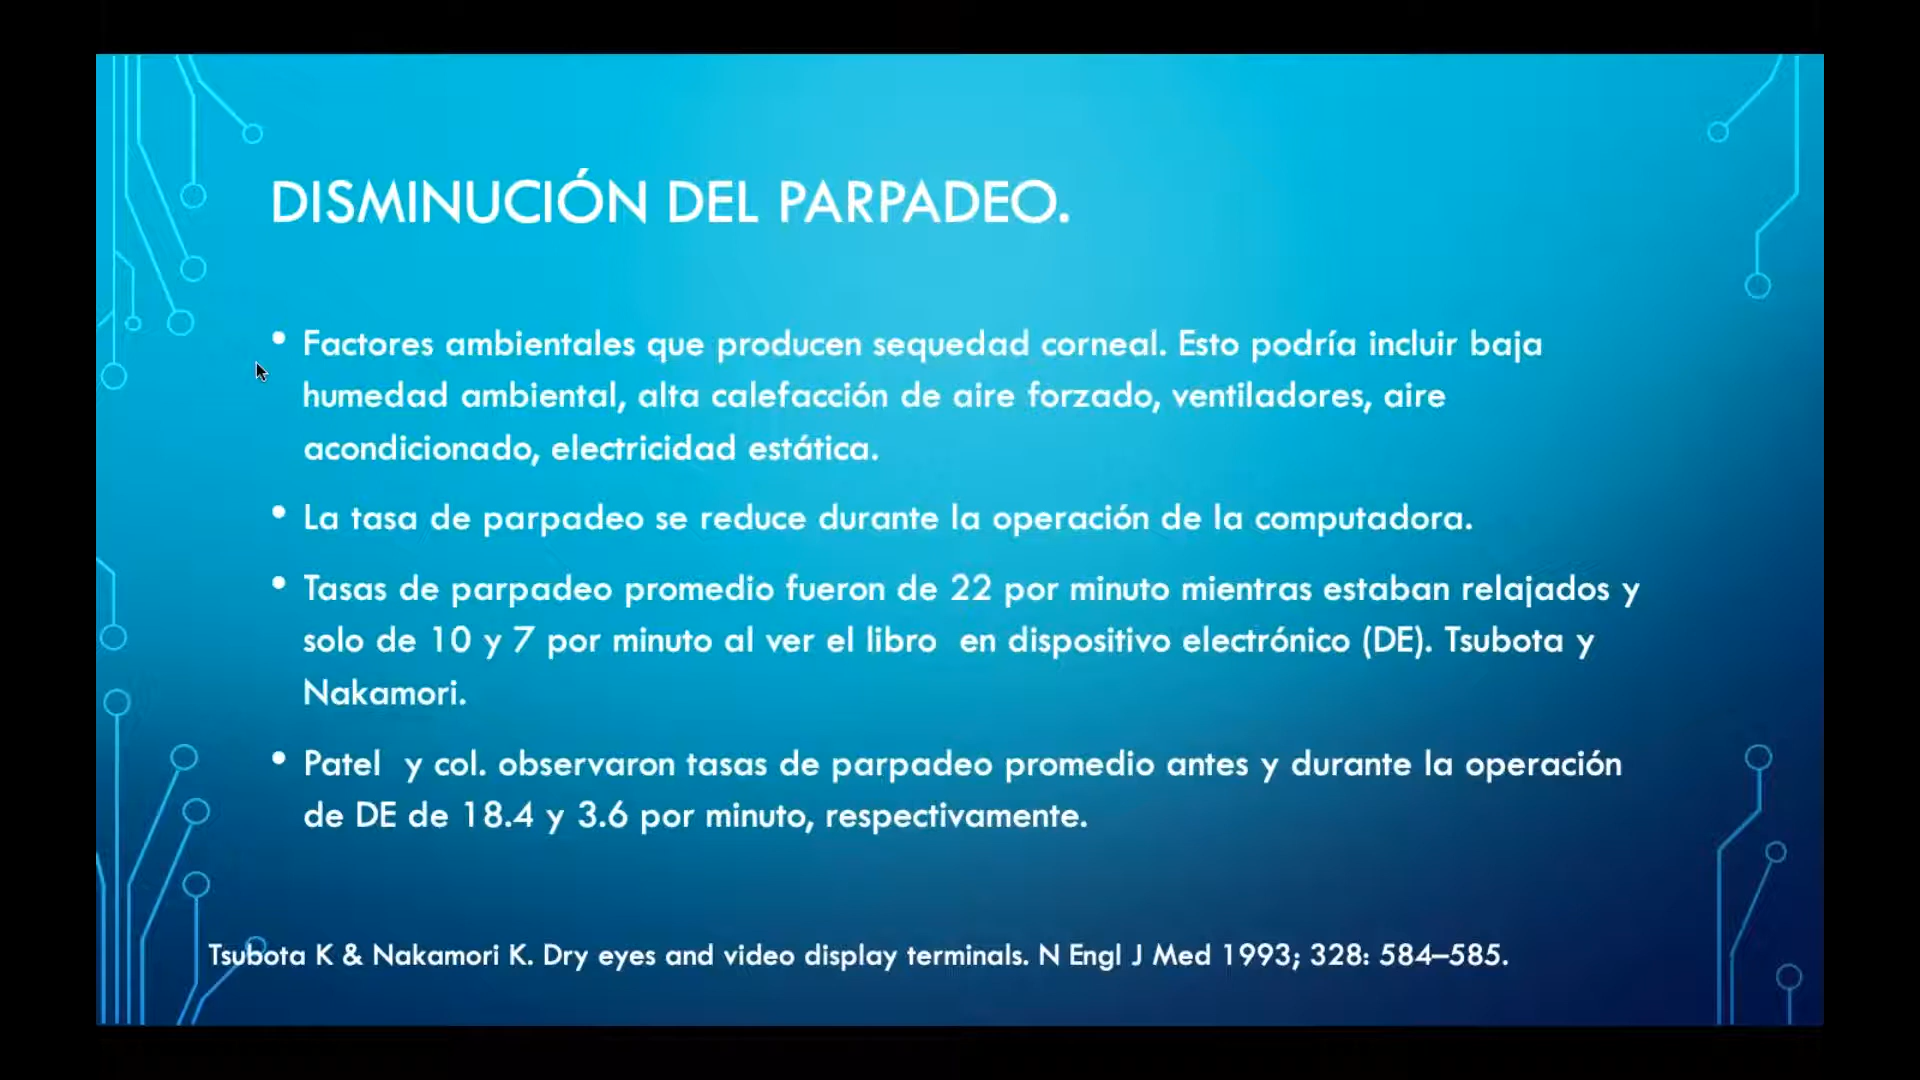 DISMINUCIÓN DEL PARPADEO.
• Factores ambientales que producen sequedad corneal. Esto podría incluir baja
humedad ambiental, alta calefacción de aire forzado, ventiladores, aire
acondicionado, electricidad estática.
• La tasa de parpadeo se reduce durante la operación de la computadora.
• Tasas de parpadeo promedio fueron de 22 por minuto mientras estaban relajados y
solo de 10 y 7 por minuto al ver el libro  en dispositivo electrónico (DE). Tsubota y
Nakamori.
• Patel  y col. observaron tasas de parpadeo promedio antes y durante la operación
de DE de 18.4 y 3.6 por minuto, respectivamente.
Tsubota K & Nakamori K. Dry eyes and video display terminals. N Engl J Med 1993; 328: 584–585.